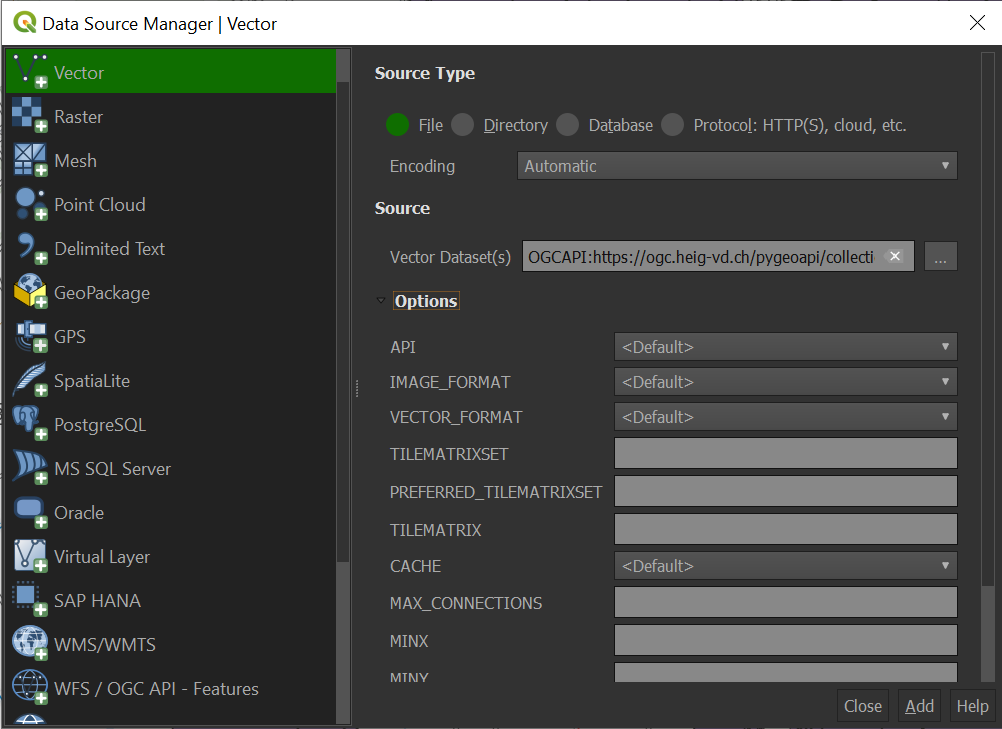 Data Source Manager | Vector
Vector
Raster
Mesh
Point Cloud
Delimited Text
GeoPackage
GPS
SpatiaLite
PostgreSQL
MS SQL Server
Oracle
Virtual Layer
SAP HANA
WMS/WMTS
WFS / OGC API - Features
Source Type
File Directory Database Protocol: HTTP(S), cloud, etc.
Encoding Automatic
Source
Vector Dataset(s) OGCAPI:https://ogc.heig-vd.ch/pygeoapi/collecti ...
Options
API <Default>
IMAGE_FORMAT <Default>
VECTOR_FORMAT <Default>
TILEMATRIXSET
PREFERRED_TILEMATRIXSET
TILEMATRIX
CACHE <Default>
MAX_CONNECTIONS
MINX
MINY
Close Add Help